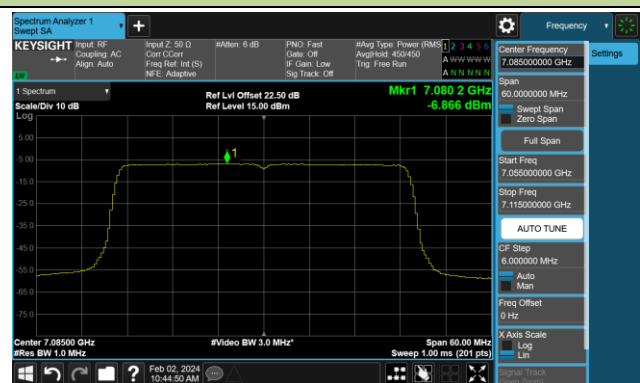 Spectrum Analyzer 1
Swept SA
Frequency
KEYSIGHT
Input: RF
Coupling: AC
Align: Auto
Input Z: 50 Ω
Corr CCorr
Freq Ref: Int (S)
NFE: Adaptive
#Atten: 6 dB
PNO: Fast
Gate: Off
IF Gain: Low
Sig Track: Off
#Avg Type: Power (RMS
Avg|Hold: 450/450
Trig: Free Run
1 2 3 4 5 6
A W W W W W
A N N N N N
LV
Center Frequency
7.085000000 GHz
Settings
1 Spectrum
Scale/Div 10 dB
Log
Ref Lvl Offset 22.50 dB
Ref Level 15.00 dBm
Mkr1 7.080 2 GHz
-6.866 dBm
Span
60.0000000 MHz
Swept Span
Zero Span
Full Span
Start Freq
7.055000000 GHz
Stop Freq
7.115000000 GHz
AUTO TUNE
CF Step
6.000000 MHz
Auto
Man
Freq Offset
0 Hz
X Axis Scale
Log
Lin
Signal Track
5.00
-5.00
-15.0
-25.0
-35.0
-45.0
-55.0
-65.0
-75.0
1
Center 7.08500 GHz
#Res BW 1.0 MHz
#Video BW 3.0 MHz*
Span 60.00 MHz
Sweep 1.00 ms (201 pts)
?
Feb 02, 2024
10:44:50 AM